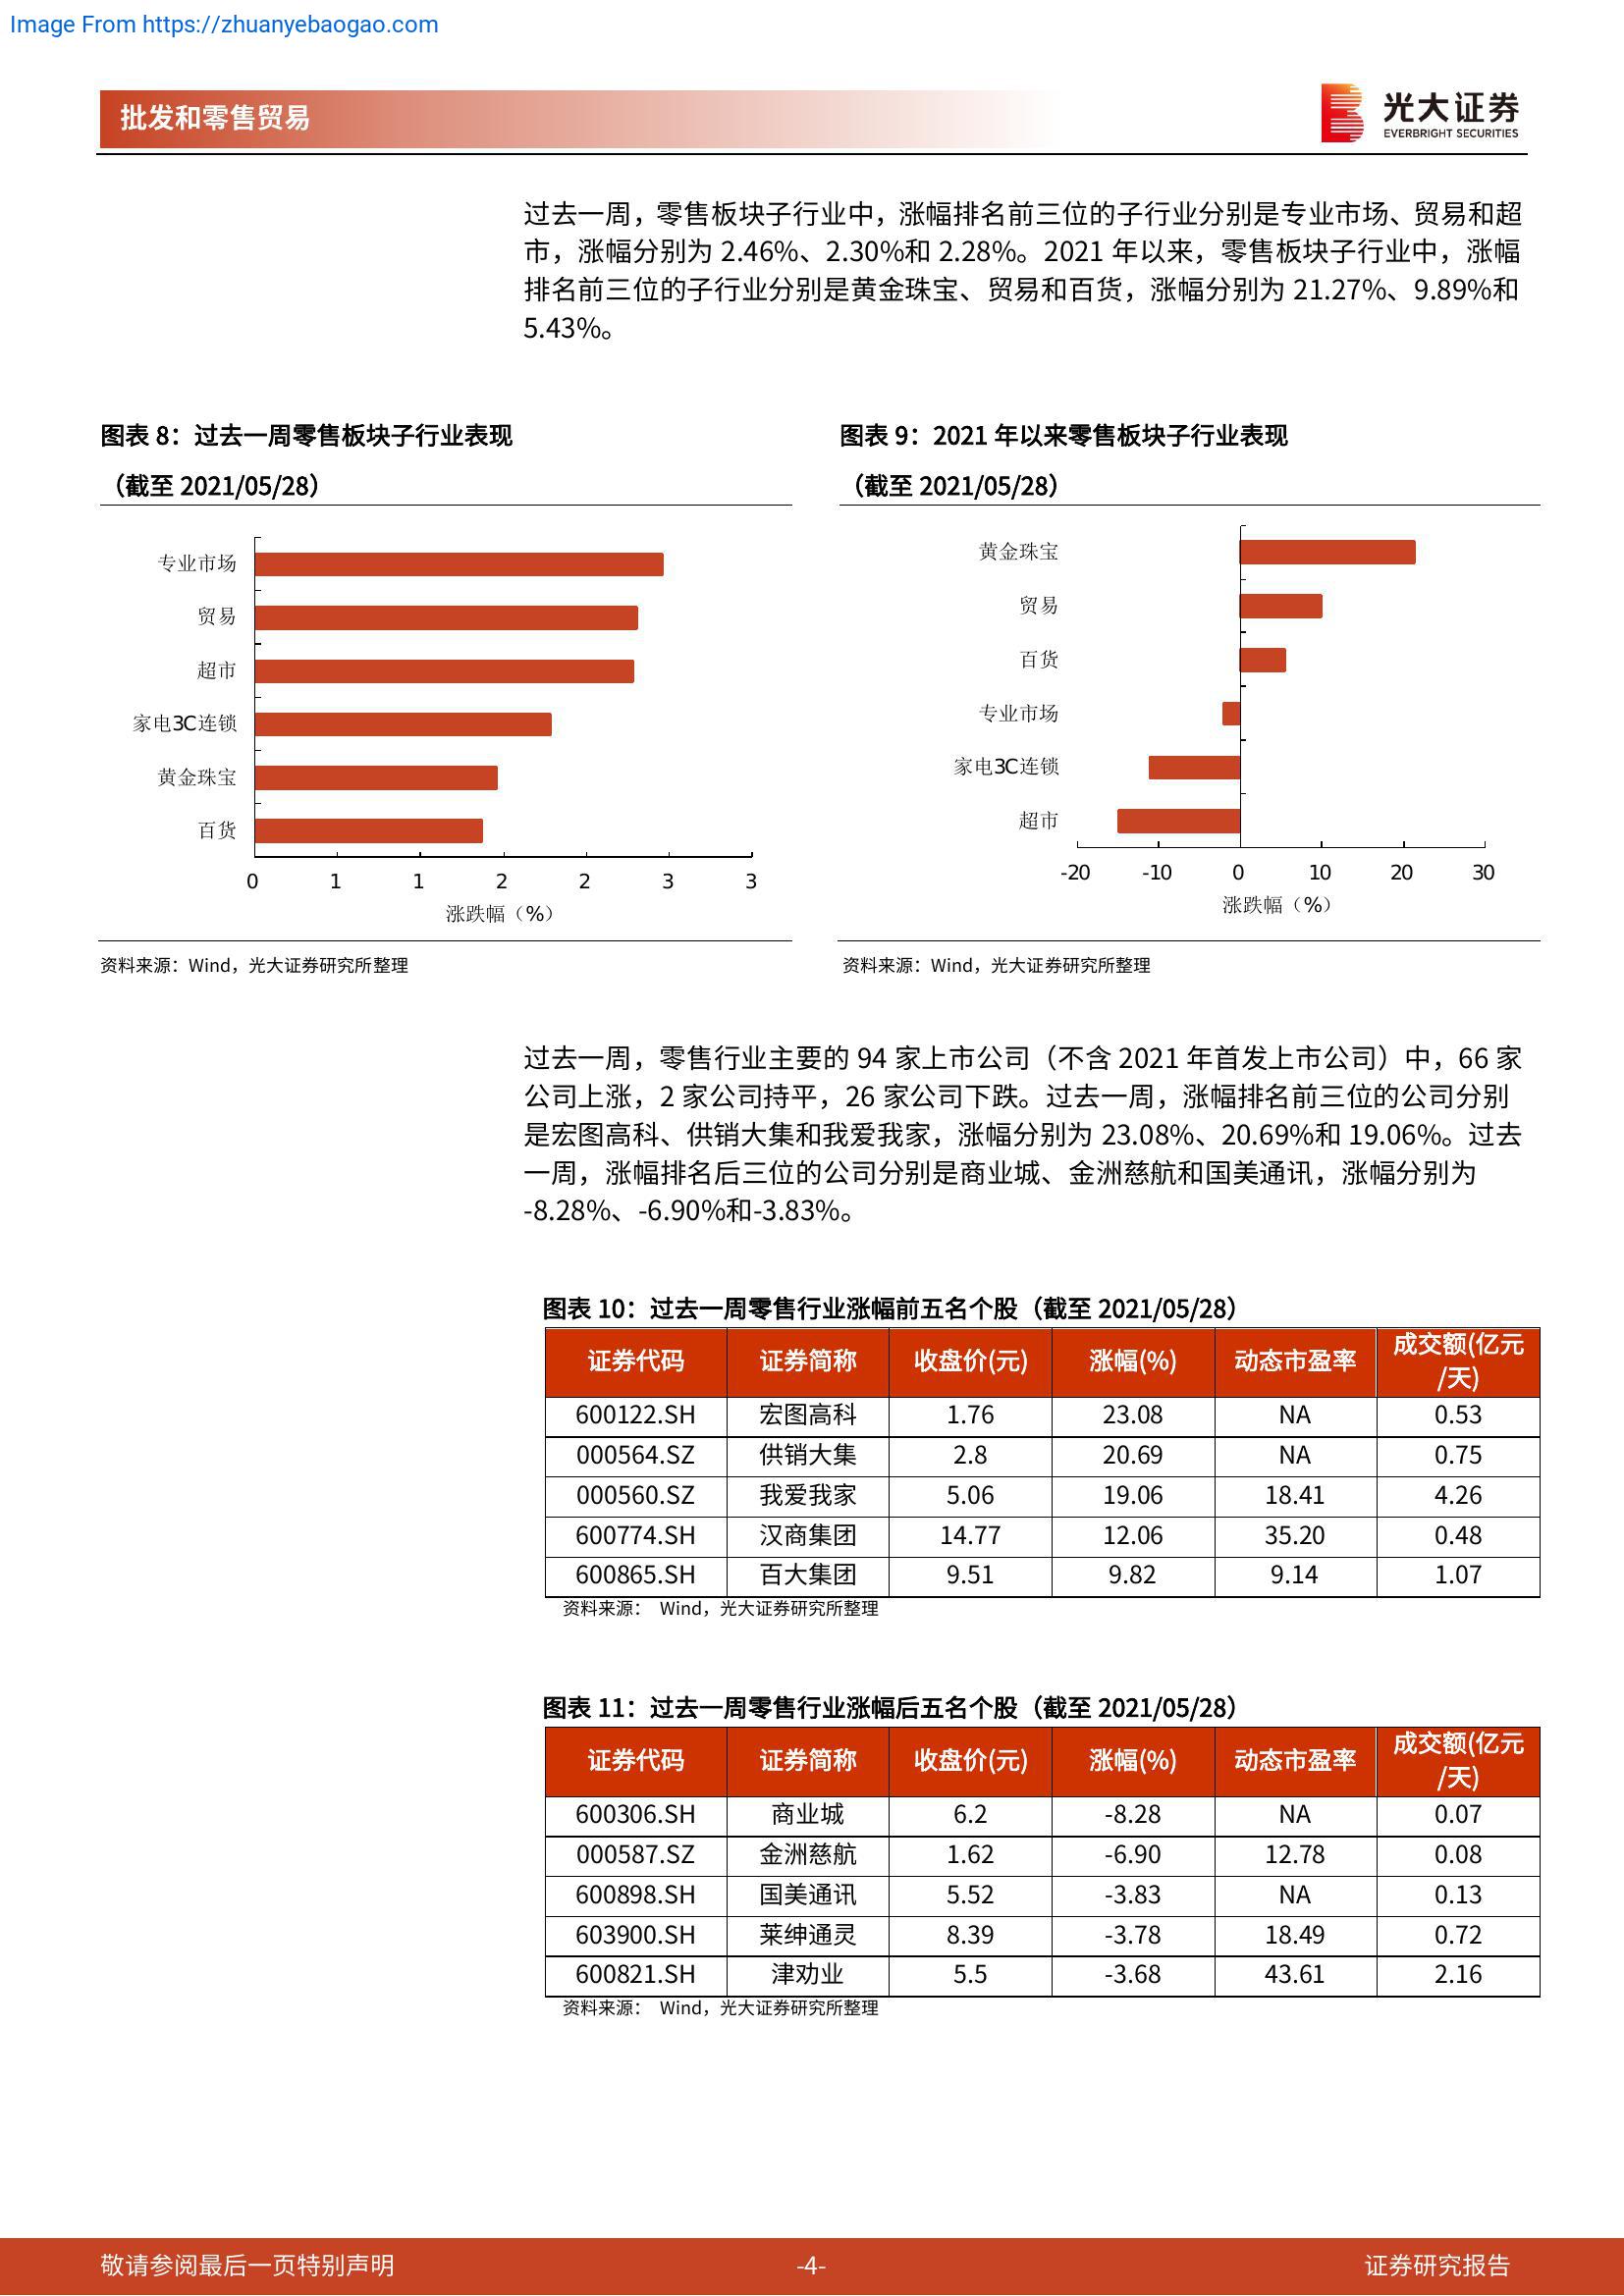 Image From https://zhuanyebaogao.com
批发和零售贸易
光大证券
EVERBRIGHT SECURITIES
过去一周，零售板块子行业中，涨幅排名前三位的子行业分别是专业市场、贸易和超
市，涨幅分别为 2.46%、2.30%和 2.28%。2021 年以来，零售板块子行业中，涨幅
排名前三位的子行业分别是黄金珠宝、贸易和百货，涨幅分别为 21.27%、9.89%和
5.43%。
图表 8：过去一周零售板块子行业表现
（截至 2021/05/28）
专业市场
贸易
超市
家电3C连锁
黄金珠宝
百货
0 1 1 2 2 3 3
涨跌幅（%）
资料来源：Wind，光大证券研究所整理
图表 9：2021 年以来零售板块子行业表现
（截至 2021/05/28）
黄金珠宝
贸易
百货
专业市场
家电3C连锁
超市
-20 -10 0 10 20 30
涨跌幅（%）
资料来源：Wind，光大证券研究所整理
过去一周，零售行业主要的 94 家上市公司（不含 2021 年首发上市公司）中，66 家
公司上涨，2 家公司持平，26 家公司下跌。过去一周，涨幅排名前三位的公司分别
是宏图高科、供销大集和我爱我家，涨幅分别为 23.08%、20.69%和 19.06%。过去
一周，涨幅排名后三位的公司分别是商业城、金洲慈航和国美通讯，涨幅分别为
-8.28%、-6.90%和-3.83%。
图表 10：过去一周零售行业涨幅前五名个股（截至 2021/05/28）
证券代码 证券简称 收盘价(元) 涨幅(%) 动态市盈率 成交额(亿元
/天)
600122.SH 宏图高科 1.76 23.08 NA 0.53
000564.SZ 供销大集 2.8 20.69 NA 0.75
000560.SZ 我爱我家 5.06 19.06 18.41 4.26
600774.SH 汉商集团 14.77 12.06 35.20 0.48
600865.SH 百大集团 9.51 9.82 9.14 1.07
资料来源： Wind，光大证券研究所整理
图表 11：过去一周零售行业涨幅后五名个股（截至 2021/05/28）
证券代码 证券简称 收盘价(元) 涨幅(%) 动态市盈率 成交额(亿元
/天)
600306.SH 商业城 6.2 -8.28 NA 0.07
000587.SZ 金洲慈航 1.62 -6.90 12.78 0.08
600898.SH 国美通讯 5.52 -3.83 NA 0.13
603900.SH 莱绅通灵 8.39 -3.78 18.49 0.72
600821.SH 津劝业 5.5 -3.68 43.61 2.16
资料来源： Wind，光大证券研究所整理
敬请参阅最后一页特别声明 -4- 证券研究报告